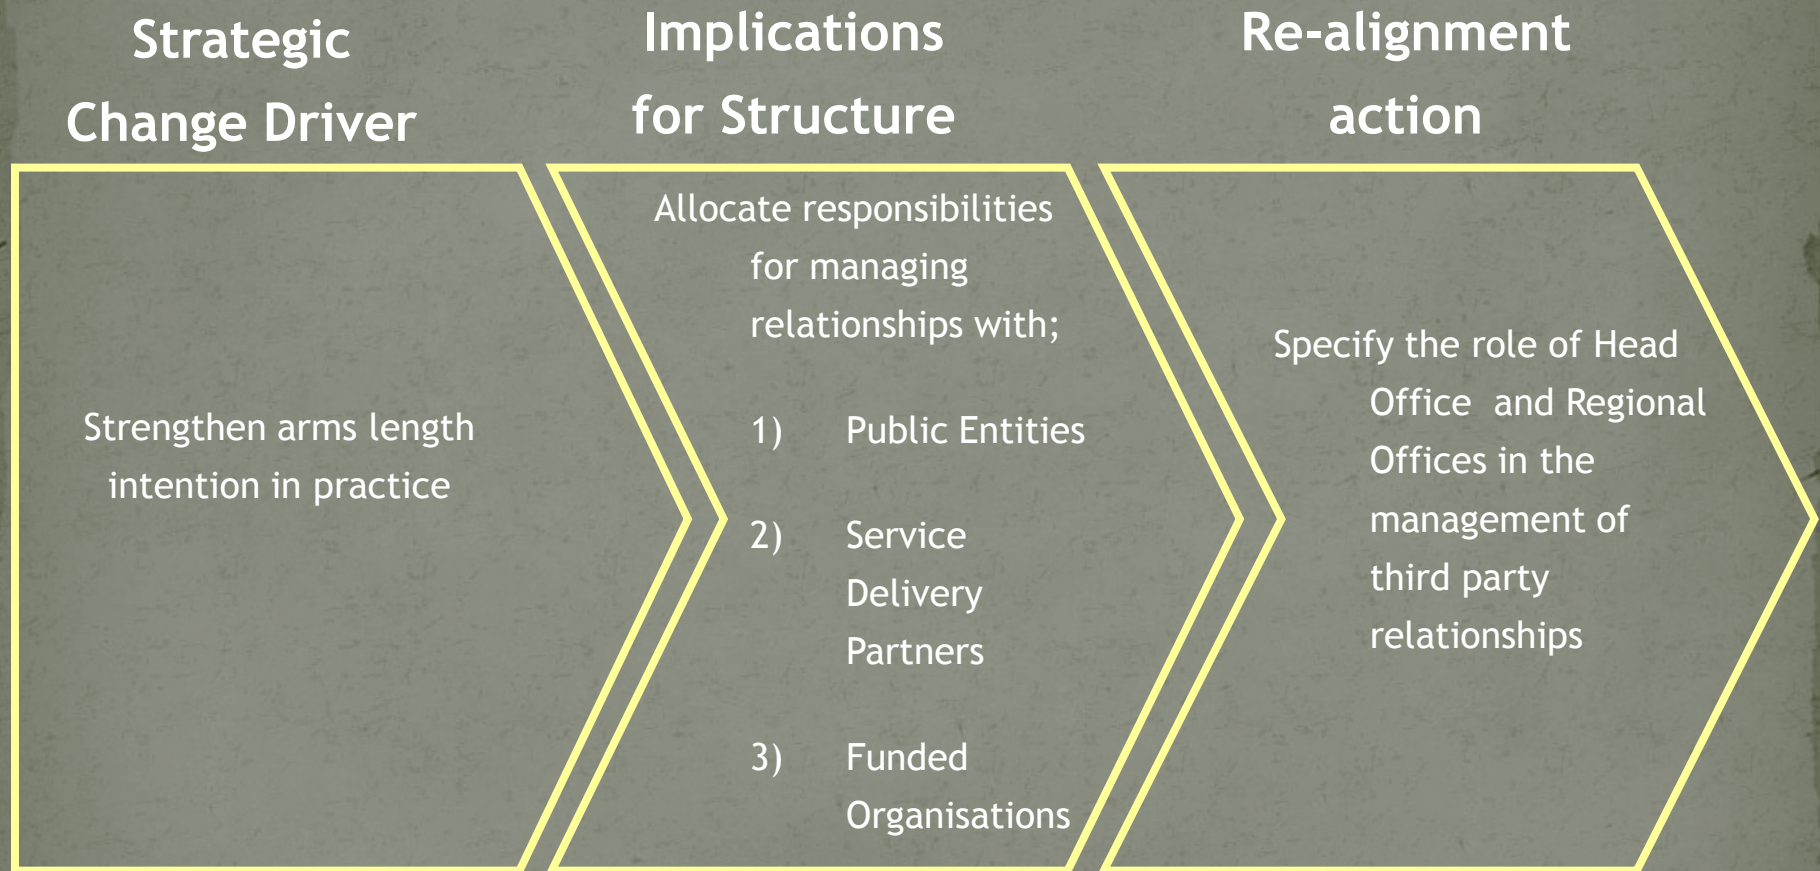 Strategic
Change Driver
Implications
for Structure
Re-alignment
action
Strengthen arms length
intention in practice
Allocate responsibilities
for managing
relationships with;
1) Public Entities
2) Service
Delivery
Partners
3) Funded
Organisations
Specify the role of Head
Office and Regional
Offices in the
management of
third party
relationships